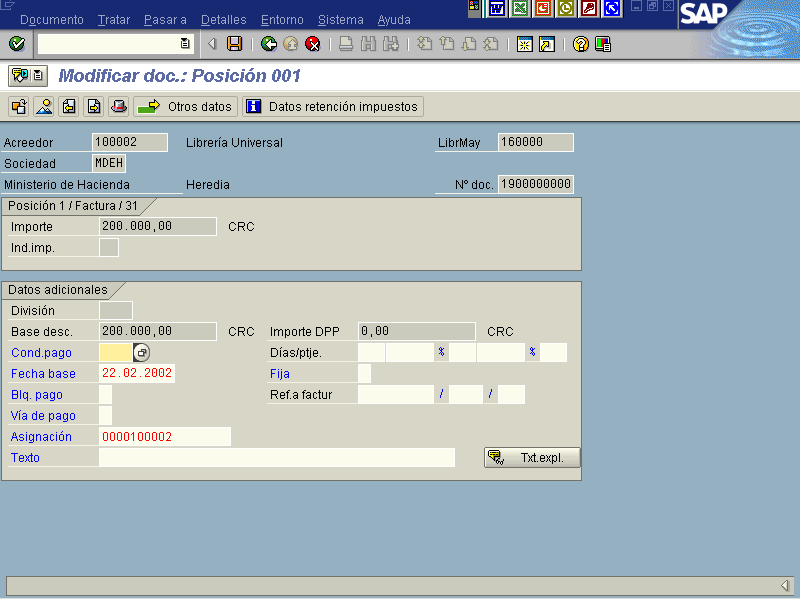 Documento Tratar Pasar a Detalles Entorno Sistema Ayuda
SAP
Modificar doc.: Posición 001
Otros datos Datos retención impuestos
Acreedor 100002 Librería Universal LibrMay 160000
Sociedad MDEH
Ministerio de Hacienda Heredia Nº doc. 1900000000
Posición 1 / Factura / 31
Importe 200.000,00 CRC
Ind.imp.
Datos adicionales
División
Base desc. 200.000,00 CRC Importe DPP 0,00 CRC
Cond.pago Días/ptje. % %
Fecha base 22.02.2002 Fija
Blq. pago Ref.a factur / /
Vía de pago
Asignación 0000100002
Texto Txt.expl.